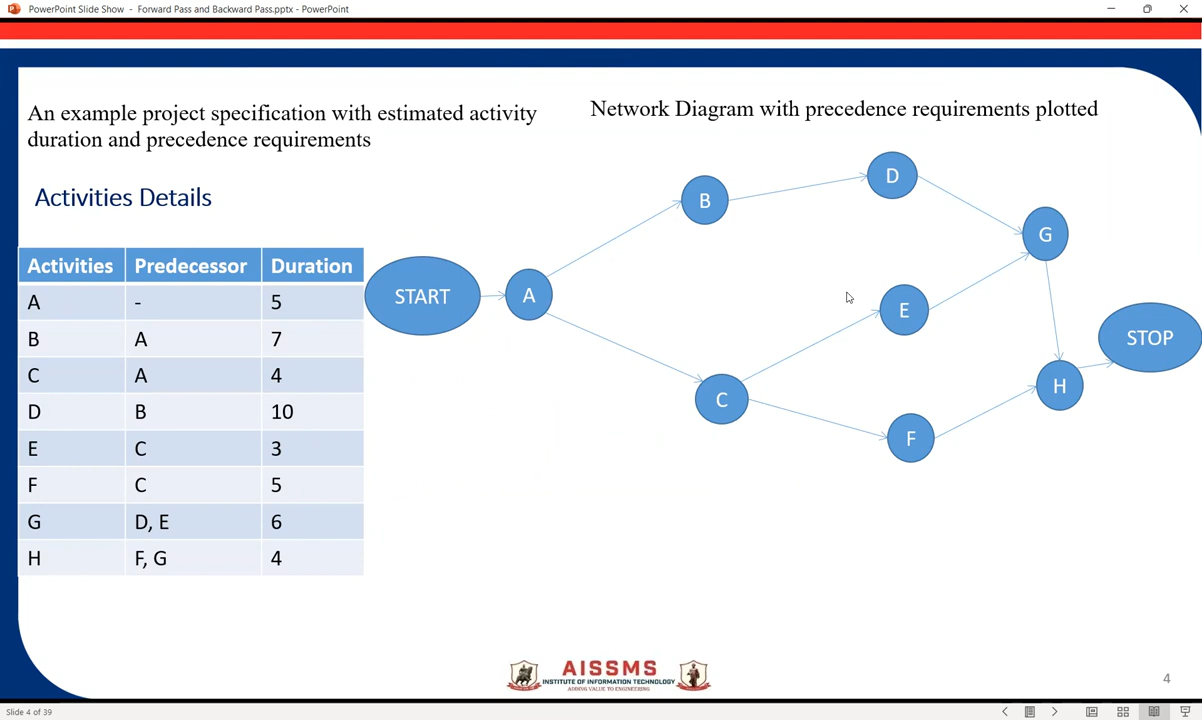 PowerPoint Slide Show - Forward Pass and Backward Pass.pptx - PowerPoint
An example project specification with estimated activity
duration and precedence requirements
Network Diagram with precedence requirements plotted
Activities Details
Activities Predecessor Duration
A - 5
B A 7
C A 4
D B 10
E C 3
F C 5
G D, E 6
H F, G 4
START
A
B
C
D
E
F
G
H
STOP
AISSMS
INSTITUTE OF INFORMATION TECHNOLOGY
ADDING VALUE TO ENGINEERING
4
Slide 4 of 39